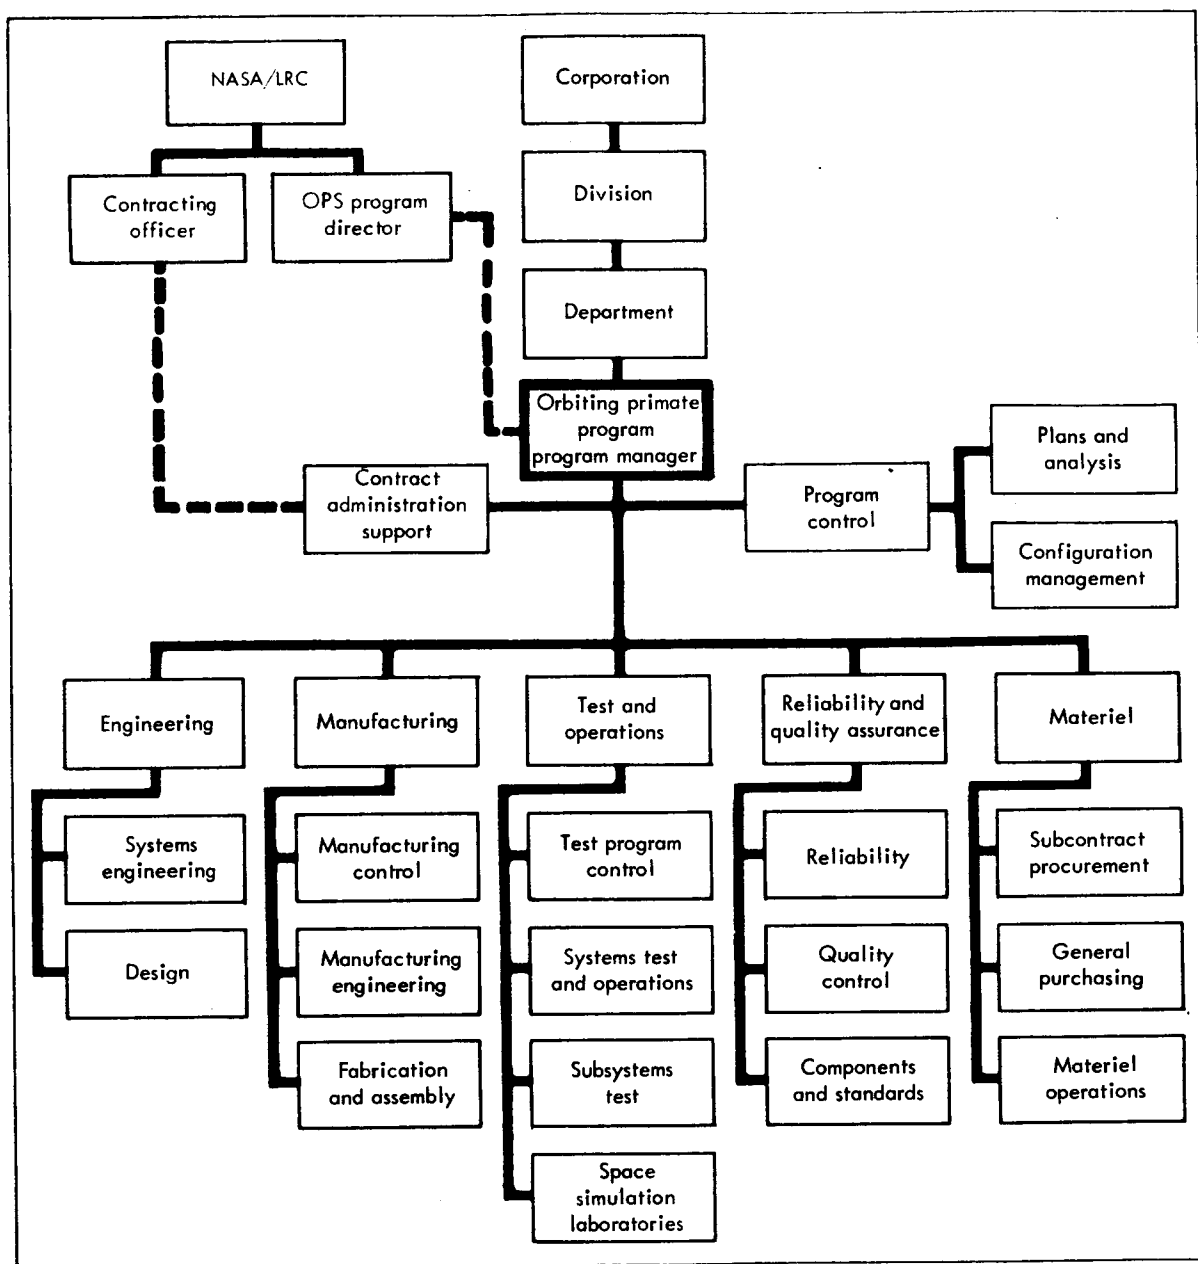 NASA/LRC
Corporation
Contracting
officer
OPS program
director
Division
Department
Orbiting primate
program
program manager
Contract
administration
support
Program
control
Plans and
analysis
Configuration
management
Engineering
Manufacturing
Test and
operations
Reliability and
quality assurance
Materiel
Systems
engineering
Design
Manufacturing
control
Manufacturing
engineering
Fabrication
and assembly
Test program
control
Systems test
and operations
Subsystems
test
Space
simulation
laboratories
Reliability
Quality
control
Components
and standards
Subcontract
procurement
General
purchasing
Materiel
operations